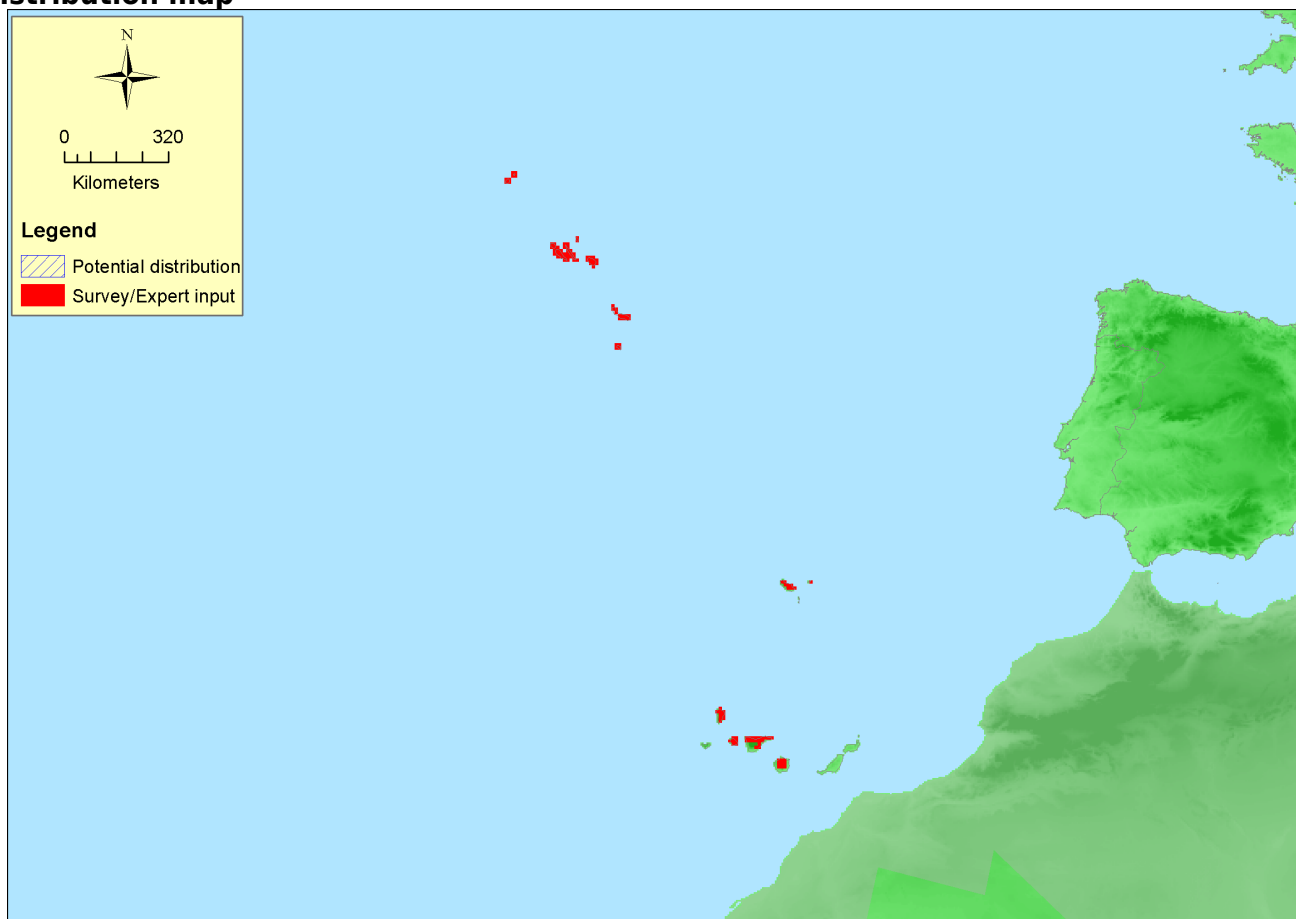 N
0 320
Kilometers
Legend
Potential distribution
Survey/Expert input